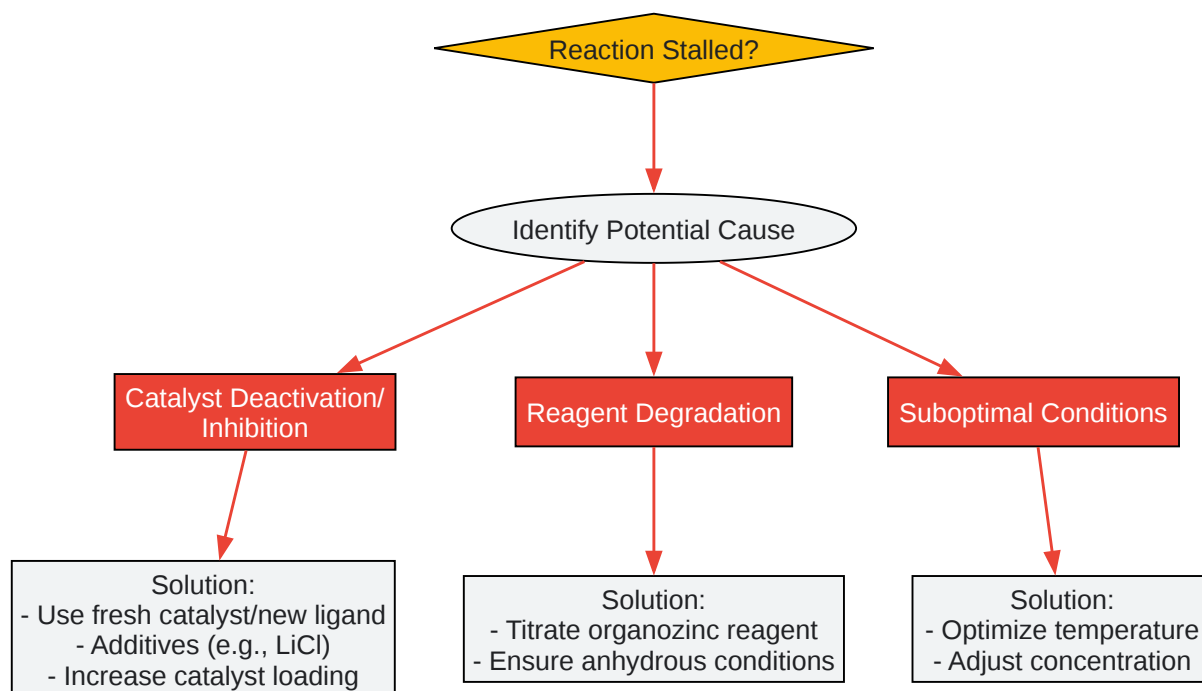 Reaction Stalled?
Identify Potential Cause
Catalyst Deactivation/
Inhibition
Reagent Degradation
Suboptimal Conditions
Solution:
- Use fresh catalyst/new ligand
- Additives (e.g., LiCl)
- Increase catalyst loading
Solution:
- Titrate organozinc reagent
- Ensure anhydrous conditions
Solution:
- Optimize temperature
- Adjust concentration